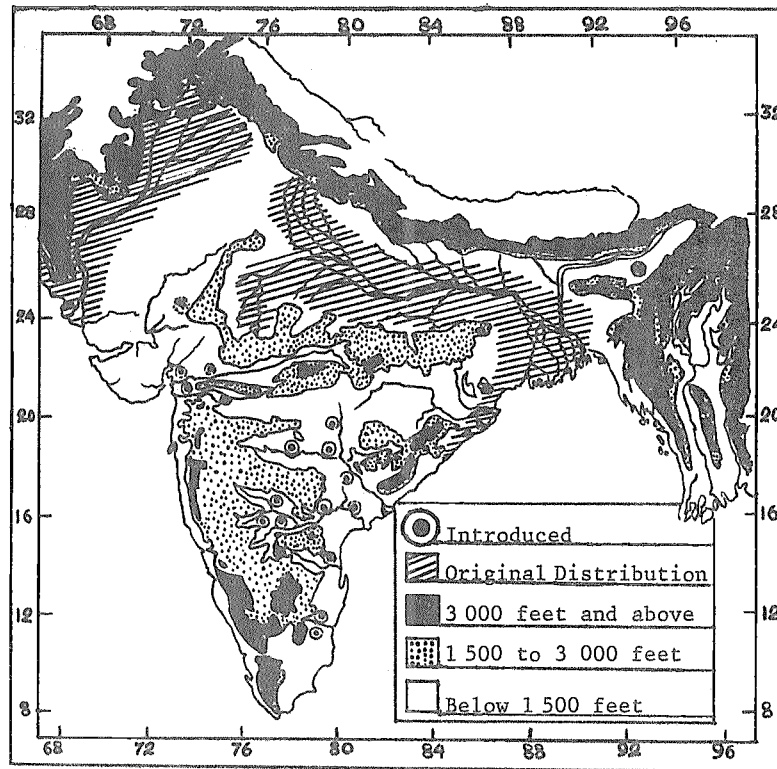 68 72 76 80 84 88 92 96
32 32
28 28
24 24
20 20
16 16
12 12
8 8
Introduced
Original Distribution
3 000 feet and above
1 500 to 3 000 feet
Below 1 500 feet
68 72 76 80 84 88 92 96